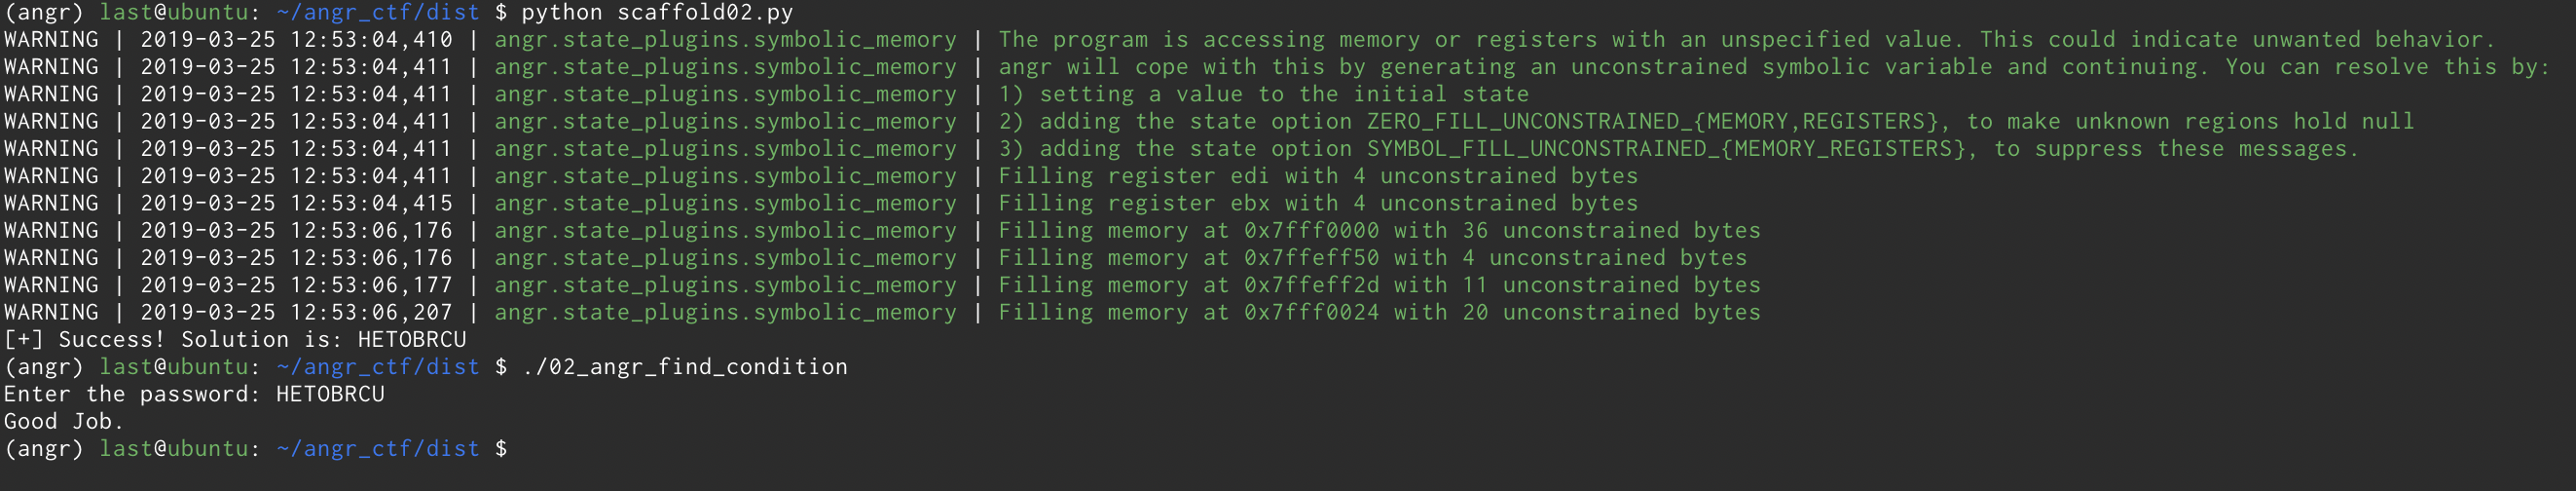 (angr) last@ubuntu: ~/angr_ctf/dist $ python scaffold02.py
WARNING | 2019-03-25 12:53:04,410 | angr.state_plugins.symbolic_memory | The program is accessing memory or registers with an unspecified value. This could indicate unwanted behavior.
WARNING | 2019-03-25 12:53:04,411 | angr.state_plugins.symbolic_memory | angr will cope with this by generating an unconstrained symbolic variable and continuing. You can resolve this by:
WARNING | 2019-03-25 12:53:04,411 | angr.state_plugins.symbolic_memory | 1) setting a value to the initial state
WARNING | 2019-03-25 12:53:04,411 | angr.state_plugins.symbolic_memory | 2) adding the state option ZERO_FILL_UNCONSTRAINED_{MEMORY,REGISTERS}, to make unknown regions hold null
WARNING | 2019-03-25 12:53:04,411 | angr.state_plugins.symbolic_memory | 3) adding the state option SYMBOL_FILL_UNCONSTRAINED_{MEMORY_REGISTERS}, to suppress these messages.
WARNING | 2019-03-25 12:53:04,411 | angr.state_plugins.symbolic_memory | Filling register edi with 4 unconstrained bytes
WARNING | 2019-03-25 12:53:04,415 | angr.state_plugins.symbolic_memory | Filling register ebx with 4 unconstrained bytes
WARNING | 2019-03-25 12:53:06,176 | angr.state_plugins.symbolic_memory | Filling memory at 0x7fff0000 with 36 unconstrained bytes
WARNING | 2019-03-25 12:53:06,176 | angr.state_plugins.symbolic_memory | Filling memory at 0x7ffeff50 with 4 unconstrained bytes
WARNING | 2019-03-25 12:53:06,177 | angr.state_plugins.symbolic_memory | Filling memory at 0x7ffeff2d with 11 unconstrained bytes
WARNING | 2019-03-25 12:53:06,207 | angr.state_plugins.symbolic_memory | Filling memory at 0x7fff0024 with 20 unconstrained bytes
[+] Success! Solution is: HETOBRCU
(angr) last@ubuntu: ~/angr_ctf/dist $ ./02_angr_find_condition
Enter the password: HETOBRCU
Good Job.
(angr) last@ubuntu: ~/angr_ctf/dist $